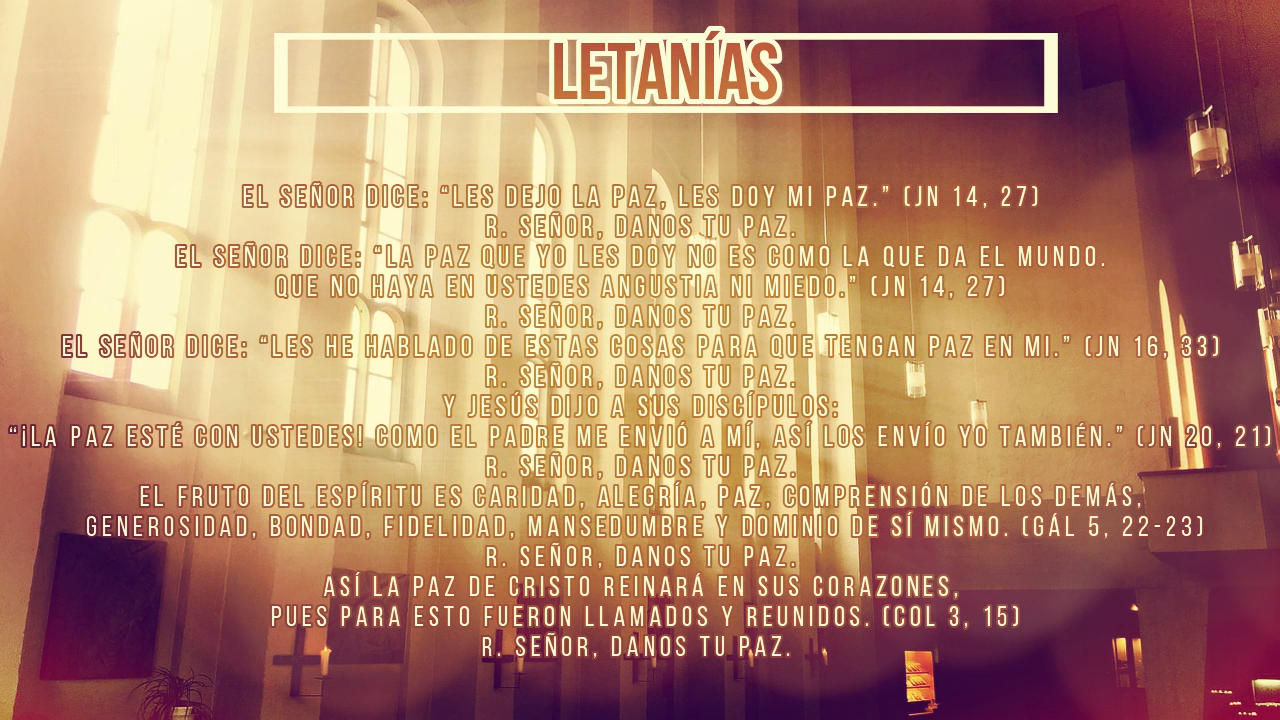 LETANÍAS
EL SEÑOR DICE: “LES DEJO LA PAZ, LES DOY MI PAZ.” (JN 14, 27)
R. SEÑOR, DANOS TU PAZ.
EL SEÑOR DICE: “LA PAZ QUE YO LES DOY NO ES COMO LA QUE DA EL MUNDO.
QUE NO HAYA EN USTEDES ANGUSTIA NI MIEDO.” (JN 14, 27)
R. SEÑOR, DANOS TU PAZ.
EL SEÑOR DICE: “LES HE HABLADO DE ESTAS COSAS PARA QUE TENGAN PAZ EN MI.” (JN 16, 33)
R. SEÑOR, DANOS TU PAZ.
Y JESÚS DIJO A SUS DISCÍPULOS:
“¡LA PAZ ESTÉ CON USTEDES! COMO EL PADRE ME ENVIÓ A MÍ, ASÍ LOS ENVÍO YO TAMBIÉN.” (JN 20, 21)
R. SEÑOR, DANOS TU PAZ.
EL FRUTO DEL ESPÍRITU ES CARIDAD, ALEGRÍA, PAZ, COMPRENSIÓN DE LOS DEMÁS,
GENEROSIDAD, BONDAD, FIDELIDAD, MANSEDUMBRE Y DOMINIO DE SÍ MISMO. (GÁL 5, 22-23)
R. SEÑOR, DANOS TU PAZ.
ASÍ LA PAZ DE CRISTO REINARÁ EN SUS CORAZONES,
PUES PARA ESTO FUERON LLAMADOS Y REUNIDOS. (COL 3, 15)
R. SEÑOR, DANOS TU PAZ.